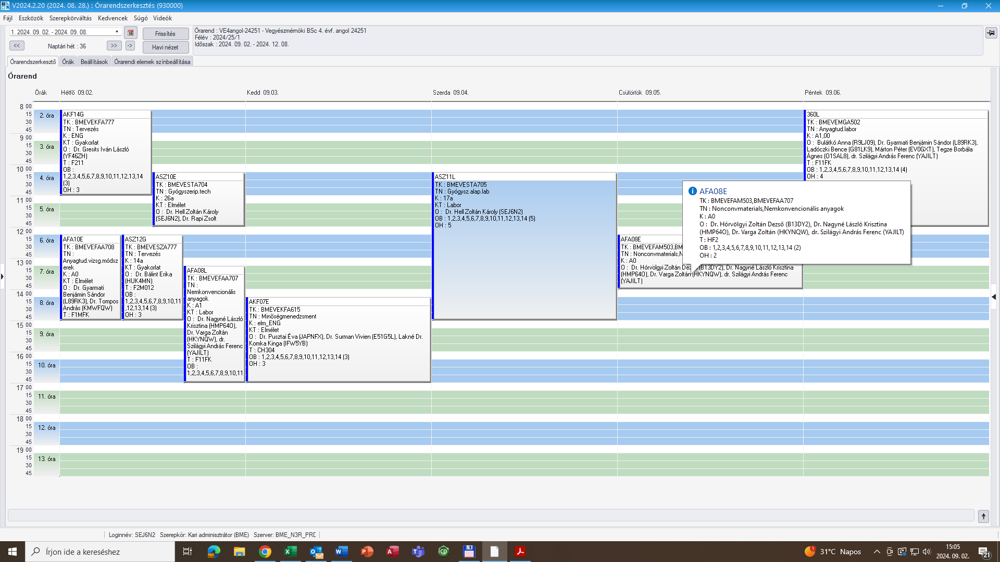 V2024.2.20 (2024. 08. 28.) : Órarendszerkesztés (930000)
Fájl Eszközök Szerepkörváltás Kedvencek Súgó Videók
1. 2024. 09. 02. - 2024. 09. 08.
10
Frissítés
<< Naptári hét : 36 >> ->
Havi nézet
Órarend : VE4angol-24251 - Vegyészmérnöki BSc 4. évf. angol 24251
Félév : 2024/25/1
Időszak : 2024. 09. 02. - 2024. 12. 08.
Órarendszerkesztő Órák Beállítások Órarendi elemek színbeállítása
Órarend
Órák Hétfő 09.02. Kedd 09.03. Szerda 09.04. Csütörtök 09.05. Péntek 09.06.
8 00
15
30
45
2. óra
9 00
15
30
45
3. óra
10 00
15
30
45
4. óra
11 00
15
30
45
5. óra
12 00
15
30
45
6. óra
13 00
15
30
45
7. óra
14 00
15
30
45
8. óra
15 00
15
30
45
9. óra
16 00
15
30
45
10. óra
17 00
15
30
45
11. óra
18 00
15
30
45
12. óra
19 00
15
30
45
13. óra
AKF14G
TK : BMEVEKFA777
TN : Tervezés
K : ENG
KT : Gyakorlat
O : Dr. Gresits Iván László
(YF46ZH)
T : F211
OB :
1,2,3,4,5,6,7,8,9,10,11,12,13,14
(3)
OH : 3
ASZ10E
TK : BMEVESTA704
TN : Gyógyszerip.tech
K : 26a
KT : Elmélet
O : Dr. Hell Zoltán Károly
(SEJ6N2), Dr. Rapi Zsolt
AFA10E
TK : BMEVEFAA708
TN :
Anyagtud.vizsg.módsz
erek
K : A0
KT : Elmélet
O : Dr. Gyarmati
Benjámin Sándor
(L89RK3), Dr. Tompos
András (KMWFQW)
T : F1MFK
ASZ12G
TK : BMEVESZA777
TN : Tervezés
K : 14a
KT : Gyakorlat
O : Dr. Bálint Erika
(HUK4MN)
T : F2M012
OB :
1,2,3,4,5,6,7,8,9,10,11
,12,13,14 (3)
OH : 3
AFA08L
TK : BMEVEFAA707
TN :
Nemkonvencionális
anyagok
K : A1
KT : Labor
O : Dr. Nagyné László
Krisztina (HMP64O),
Dr. Varga Zoltán
(HKYNQW), dr.
Szilágyi András Ferenc
(YAJILT)
T : F11FK
OB :
1,2,3,4,5,6,7,8,9,10,11
AKF07E
TK : BMEVEKFA615
TN : Minőségmenedzsment
K : elm_ENG
KT : Elmélet
O : Dr. Pusztai Éva (JAPNFX), Dr. Surman Vivien (E51G5L), Lakné Dr.
Komka Kinga (IFW5YB)
T : CH304
OB : 1,2,3,4,5,6,7,8,9,10,11,12,13,14 (3)
OH : 3
ASZ11L
TK : BMEVESTA705
TN : Gyógysz.alap.lab
K : 17a
KT : Labor
O : Dr. Hell Zoltán Károly (SEJ6N2)
OB : 1,2,3,4,5,6,7,8,9,10,11,12,13,14 (5)
OH : 5
AFA08E
TK : BMEVEFAM503,BM
TN : Nonconvmaterials,N
K : A0
O : Dr. Hórvölgyi Zoltán Dez (B13DY2), Dr. Nagyné László Krisztina
(HMP64O), Dr. Varga Zoltán (HKYNQW), dr. Szilágyi András Ferenc
(YAJILT)
360L
TK : BMEVEMGA502
TN : Anyagtud.labor
K : A1,00
O : Bulátkó Anna (R9LJ09), Dr. Gyarmati Benjámin Sándor (L89RK3),
Ladóczki Bence (G81LK9), Márton Péter (EV0GXT), Tegze Borbála
Ágnes (O1SAL8), dr. Szilágyi András Ferenc (YAJILT)
T : F11FK
OB : 1,2,3,4,5,6,7,8,9,10,11,12,13,14 (4)
OH : 4
AFA08E
TK : BMEVEFAM503,BMEVEFAA707
TN : Nonconvmaterials,Nemkonvencionális anyagok
K : A0
O : Dr. Hórvölgyi Zoltán Dezső (B13DY2), Dr. Nagyné László Krisztina
(HMP64O), Dr. Varga Zoltán (HKYNQW), dr. Szilágyi András Ferenc (YAJILT)
T : HF2
OB : 1,2,3,4,5,6,7,8,9,10,11,12,13,14 (2)
OH : 2
Loginnév: SEJ6N2 Szerepkör: Kari adminisztrátor (BME) Szerver: BME_N3R_PRD
Írjon ide a kereséshez
1
31°C Napos
15:05
2024. 09. 02.
21